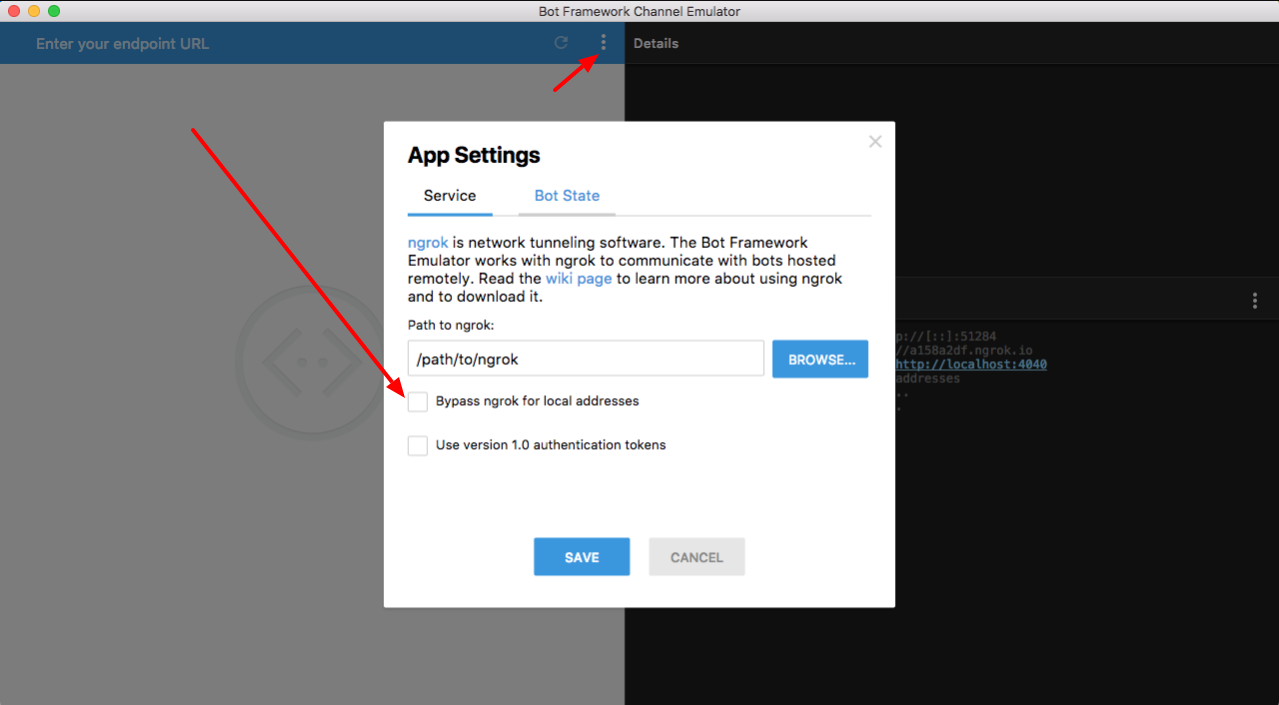 Bot Framework Channel Emulator
Enter your endpoint URL
Details
App Settings
Service
Bot State
ngrok is network tunneling software. The Bot Framework
Emulator works with ngrok to communicate with bots hosted
remotely. Read the wiki page to learn more about using ngrok
and to download it.
Path to ngrok:
/path/to/ngrok
BROWSE...
Bypass ngrok for local addresses
Use version 1.0 authentication tokens
SAVE
CANCEL
p://[::]:51284
//a158a2df.ngrok.io
http://localhost:4040
addresses
..
.